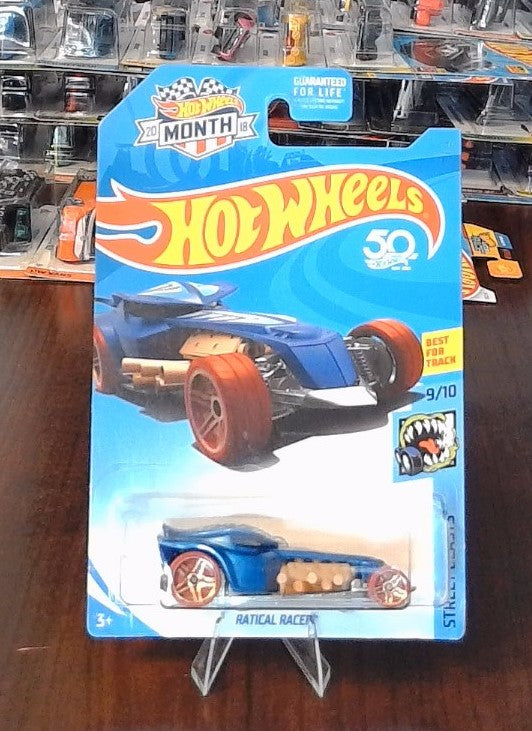 GUARANTEED
FOR LIFE
HOT WHEELS
20 MONTH 18
HOT WHEELS
50
BEST
FOR
TRACK
9/10
STREET BEASTS
RATICAL RACER
3+